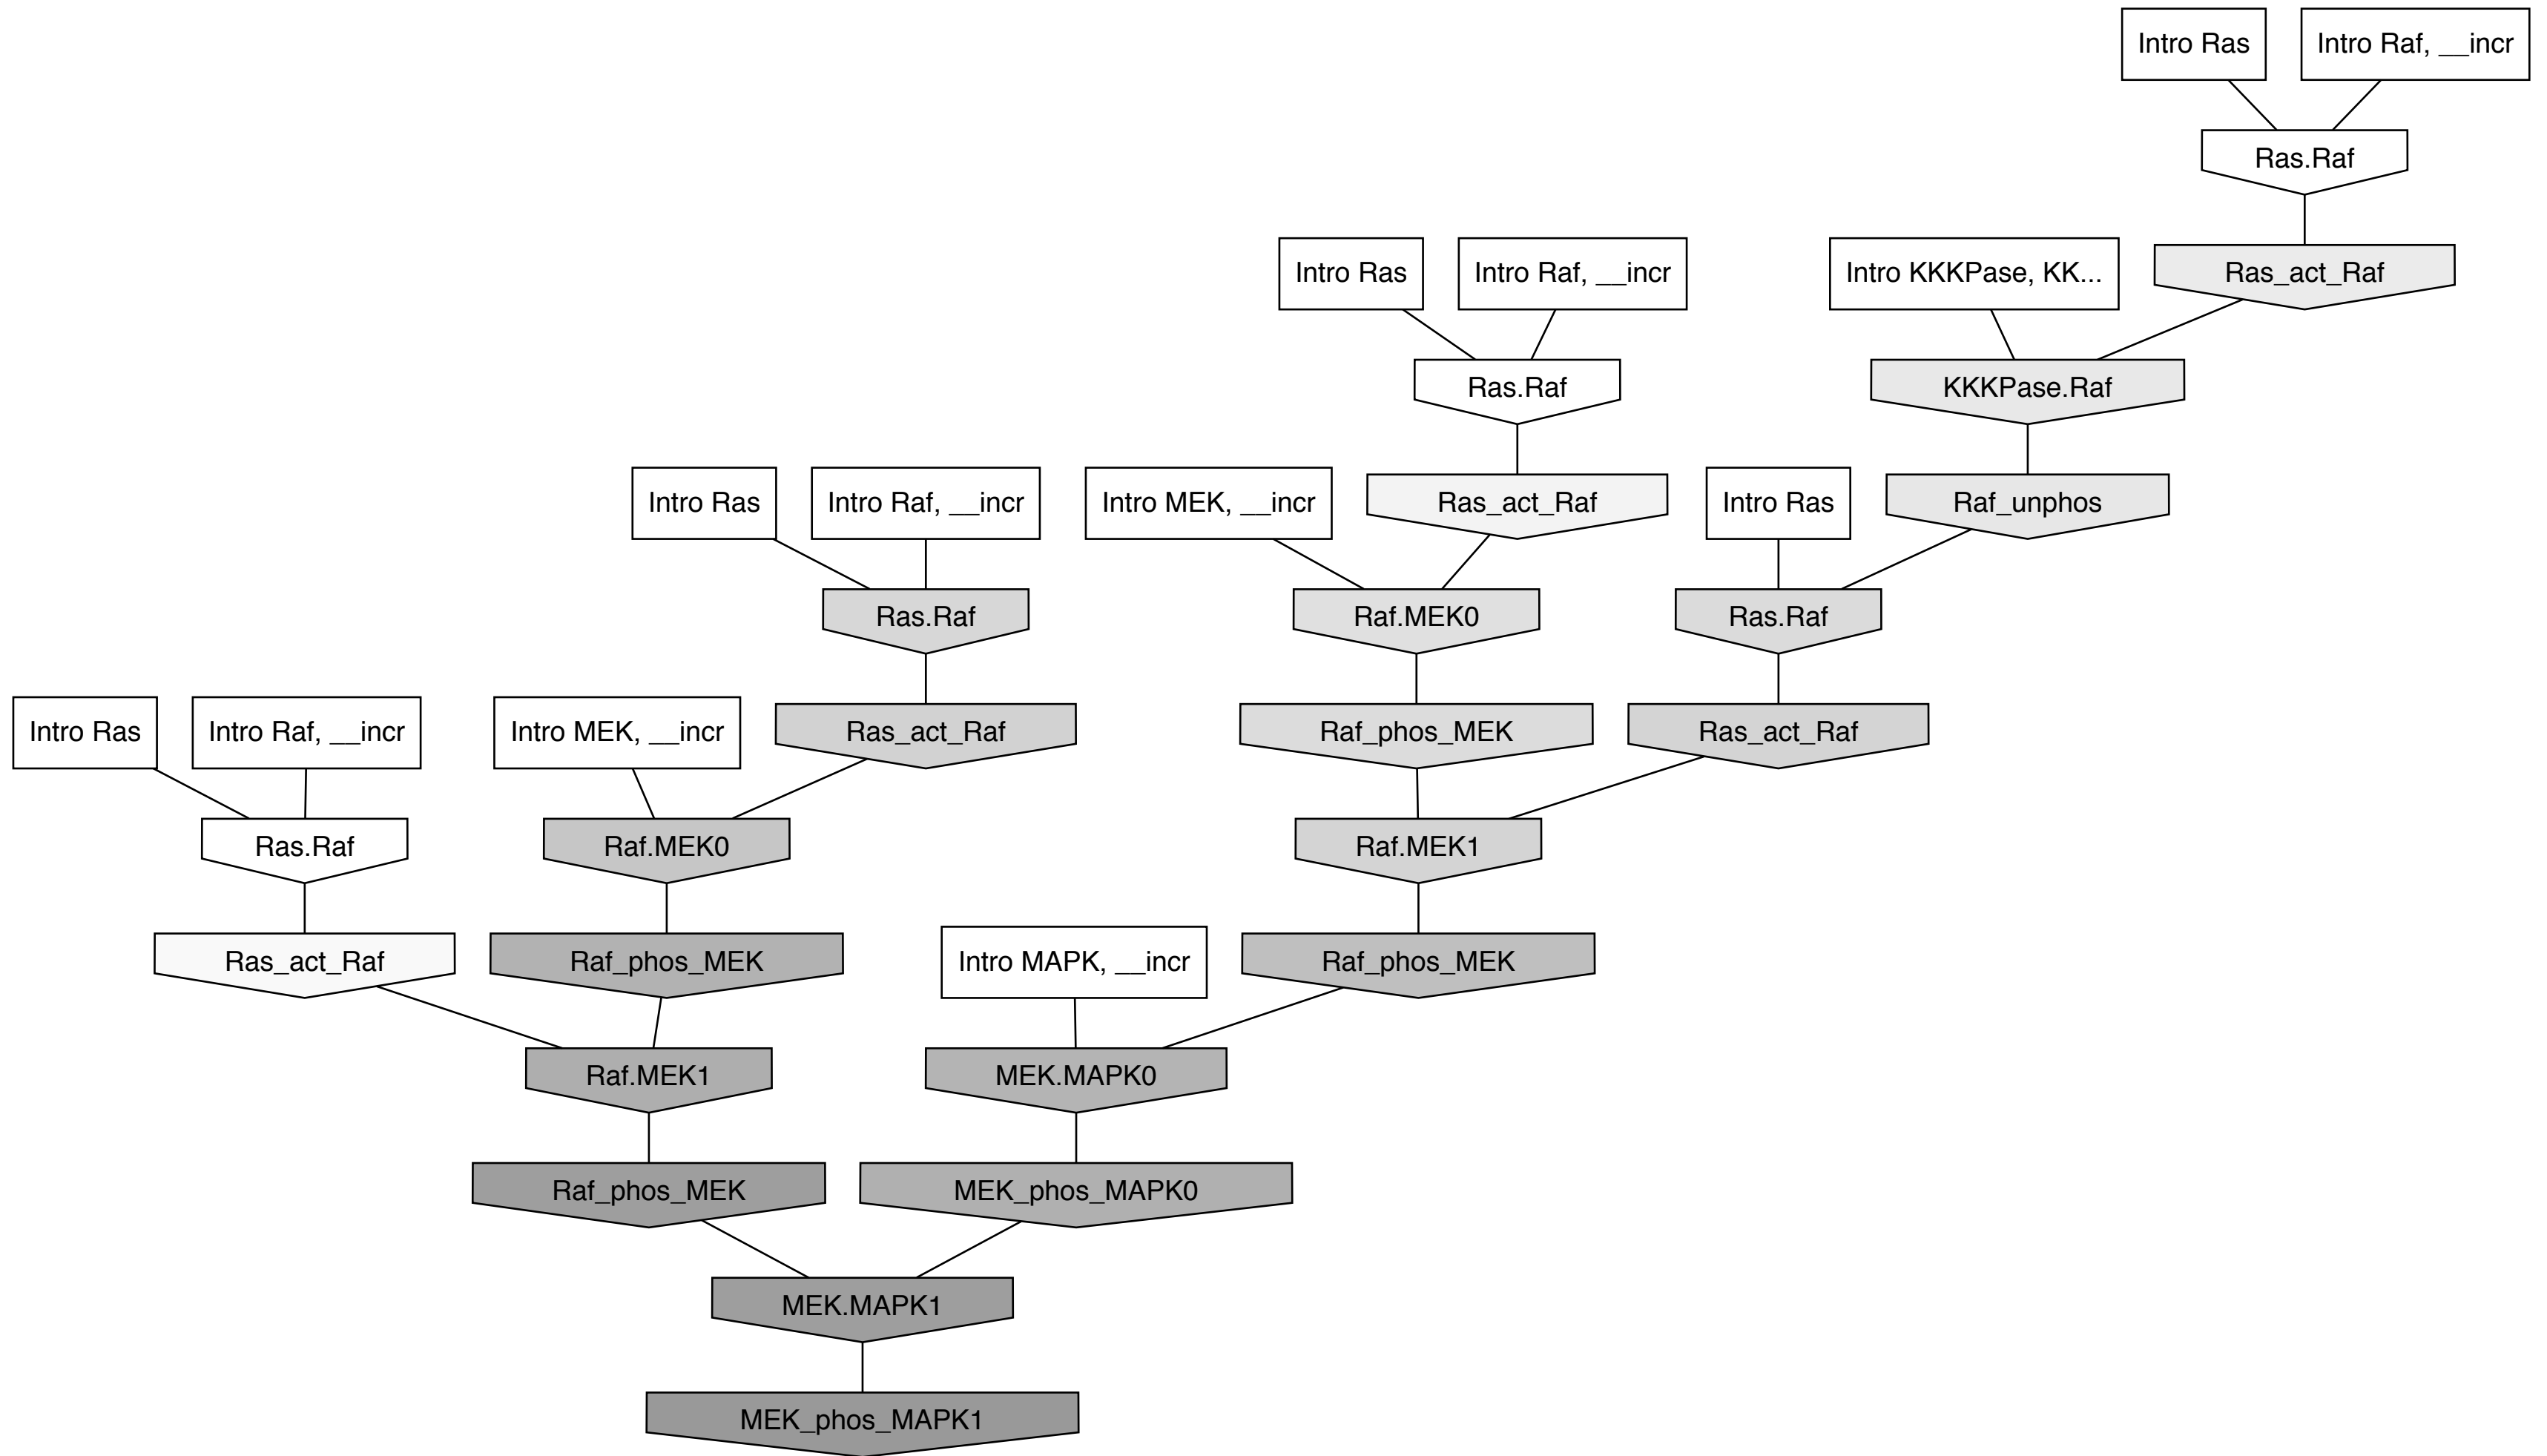 Intro Ras
Intro Raf, __incr
Ras.Raf
Intro Ras
Intro Raf, __incr
Intro KKKPase, KK...
Ras_act_Raf
Ras.Raf
KKKPase.Raf
Intro Ras
Intro Raf, __incr
Intro MEK, __incr
Ras_act_Raf
Intro Ras
Raf_unphos
Ras.Raf
Raf.MEK0
Ras.Raf
Intro Ras
Intro Raf, __incr
Intro MEK, __incr
Ras_act_Raf
Raf_phos_MEK
Ras_act_Raf
Ras.Raf
Raf.MEK0
Raf.MEK1
Ras_act_Raf
Raf_phos_MEK
Intro MAPK, __incr
Raf_phos_MEK
Raf.MEK1
MEK.MAPK0
Raf_phos_MEK
MEK_phos_MAPK0
MEK.MAPK1
MEK_phos_MAPK1